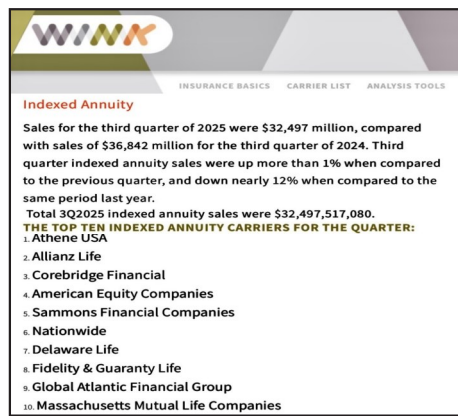 WINK
INSURANCE BASICS CARRIER LIST ANALYSIS TOOLS
Indexed Annuity
Sales for the third quarter of 2025 were $32,497 million, compared
with sales of $36,842 million for the third quarter of 2024. Third
quarter indexed annuity sales were up more than 1% when compared
to the previous quarter, and down nearly 12% when compared to the
same period last year.
Total 3Q2025 indexed annuity sales were $32,497,517,080.
THE TOP TEN INDEXED ANNUITY CARRIERS FOR THE QUARTER:
1. Athene USA
2. Allianz Life
3. Corebridge Financial
4. American Equity Companies
5. Sammons Financial Companies
6. Nationwide
7. Delaware Life
8. Fidelity & Guaranty Life
9. Global Atlantic Financial Group
10. Massachusetts Mutual Life Companies